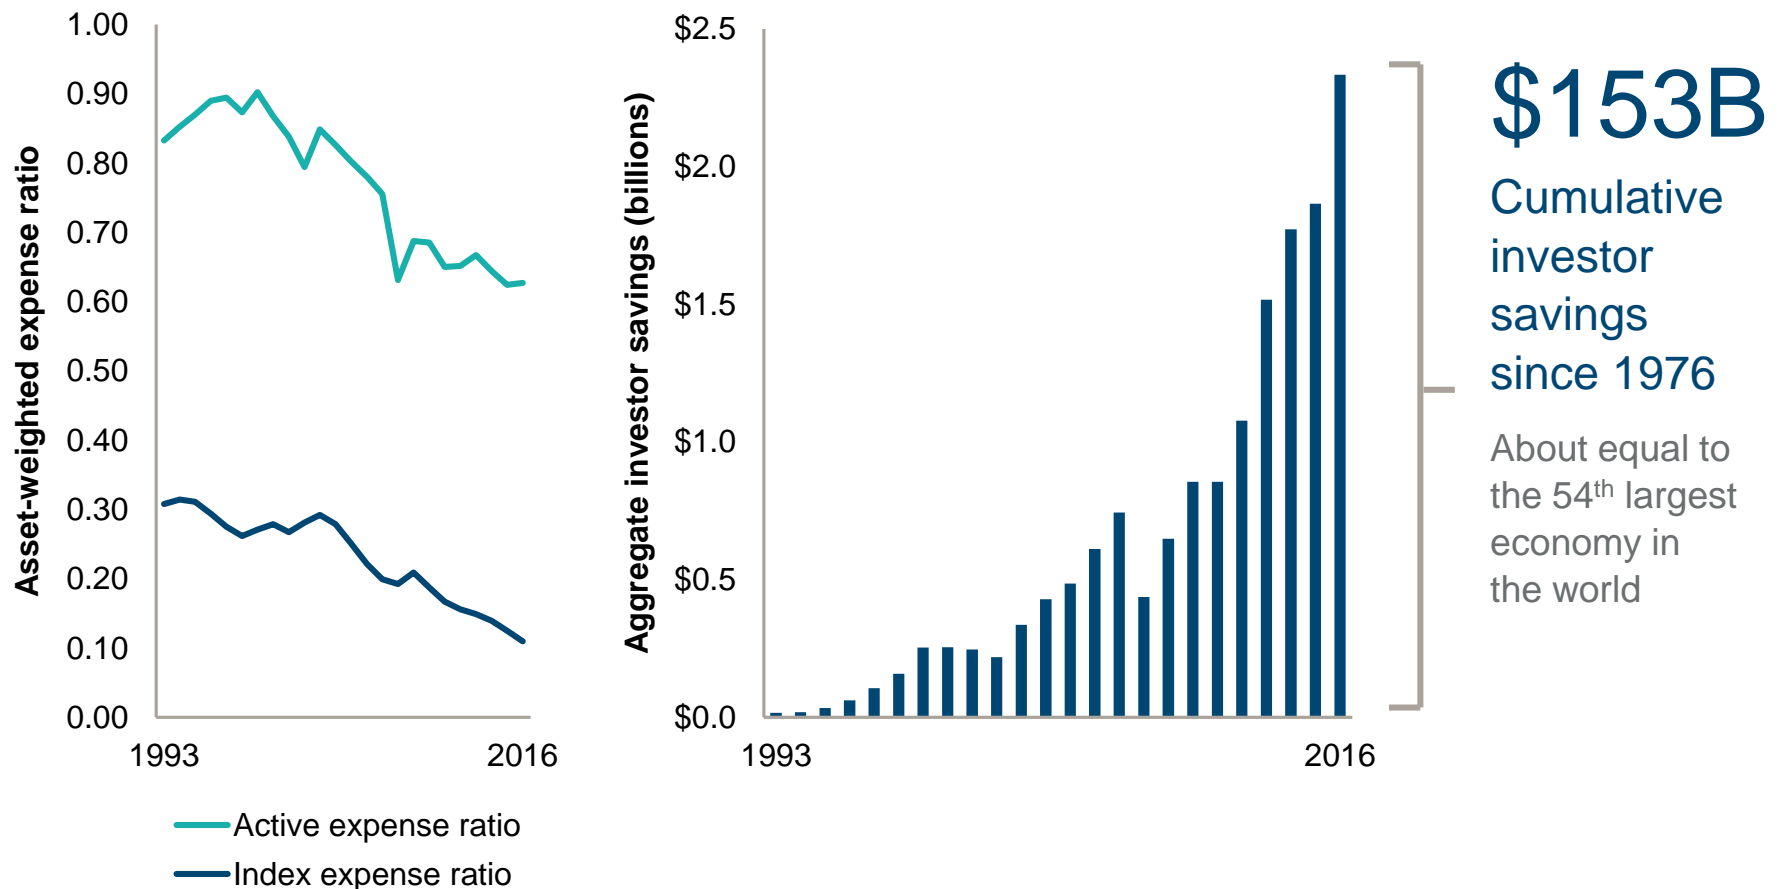 Asset-weighted expense ratio
1.00
0.90
0.80
0.70
0.60
0.50
0.40
0.30
0.20
0.10
0.00
1993
2016
Active expense ratio
Index expense ratio
Aggregate investor savings (billions)
$2.5
$2.0
$1.5
$1.0
$0.5
$0.0
1993
2016
$153B
Cumulative
investor
savings
since 1976
About equal to
the 54th largest
economy in
the world